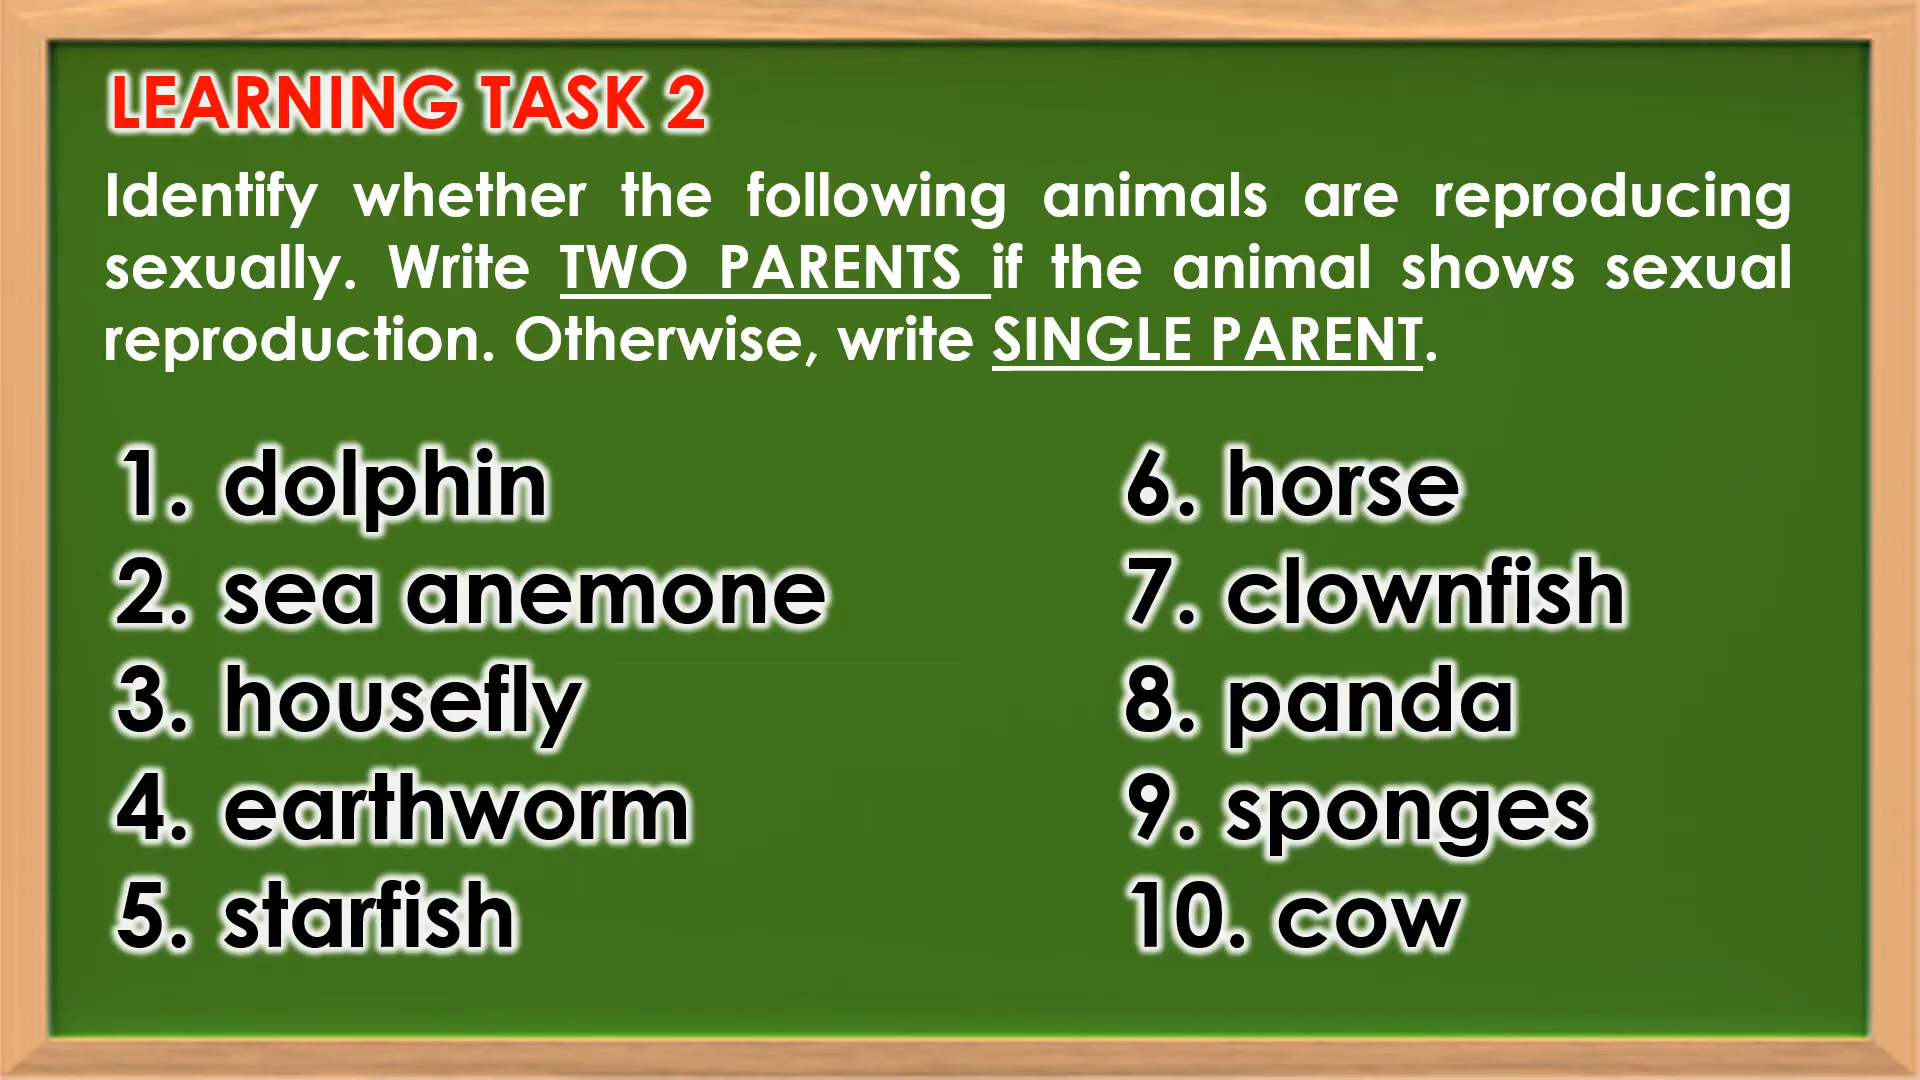 LEARNING TASK 2
Identify whether the following animals are reproducing
sexually. Write TWO PARENTS if the animal shows sexual
reproduction. Otherwise, write SINGLE PARENT.
1. dolphin
2. sea anemone
3. housefly
4. earthworm
5. starfish
6. horse
7. clownfish
8. panda
9. sponges
10. cow